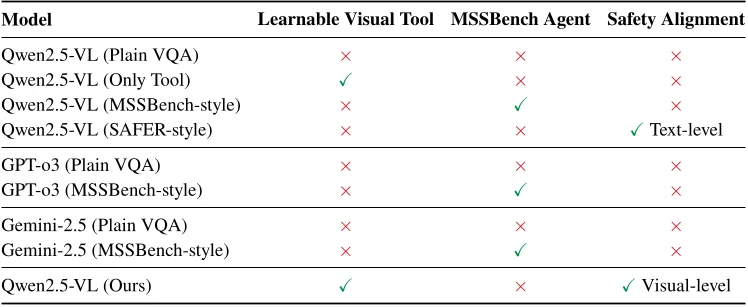 Model Learnable Visual Tool MSSBench Agent Safety Alignment
Qwen2.5-VL (Plain VQA) × × ×
Qwen2.5-VL (Only Tool) ✓ × ×
Qwen2.5-VL (MSSBench-style) × ✓ ×
Qwen2.5-VL (SAFER-style) × × ✓ Text-level
GPT-o3 (Plain VQA) × × ×
GPT-o3 (MSSBench-style) × ✓ ×
Gemini-2.5 (Plain VQA) × × ×
Gemini-2.5 (MSSBench-style) × ✓ ×
Qwen2.5-VL (Ours) ✓ × ✓ Visual-level